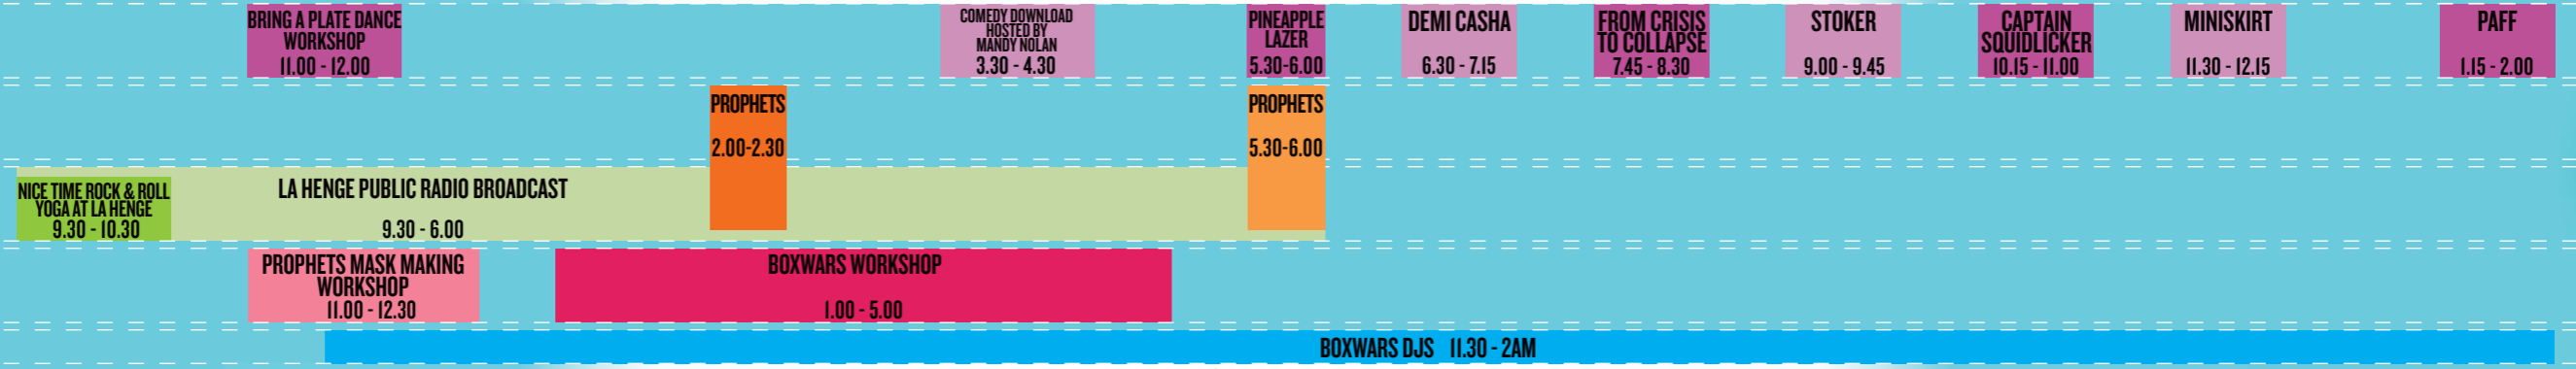 BRING A PLATE DANCE
WORKSHOP
11.00 - 12.00
COMEDY DOWNLOAD
HOSTED BY
MANDY NOLAN
3.30 - 4.30
PINEAPPLE
LAZER
5.30-6.00
DEMI CASHA
6.30 - 7.15
FROM CRISIS
TO COLLAPSE
7.45 - 8.30
STOKER
9.00 - 9.45
CAPTAIN
SQUIDLICKER
10.15 - 11.00
MINISKIRT
11.30 - 12.15
PAFF
1.15 - 2.00
PROPHETS
2.00-2.30
PROPHETS
5.30-6.00
NICE TIME ROCK & ROLL
YOGA AT LA HENGE
9.30 - 10.30
LA HENGE PUBLIC RADIO BROADCAST
9.30 - 6.00
PROPHETS MASK MAKING
WORKSHOP
11.00 - 12.30
BOXWARS WORKSHOP
1.00 - 5.00
BOXWARS DJS 11.30 - 2AM